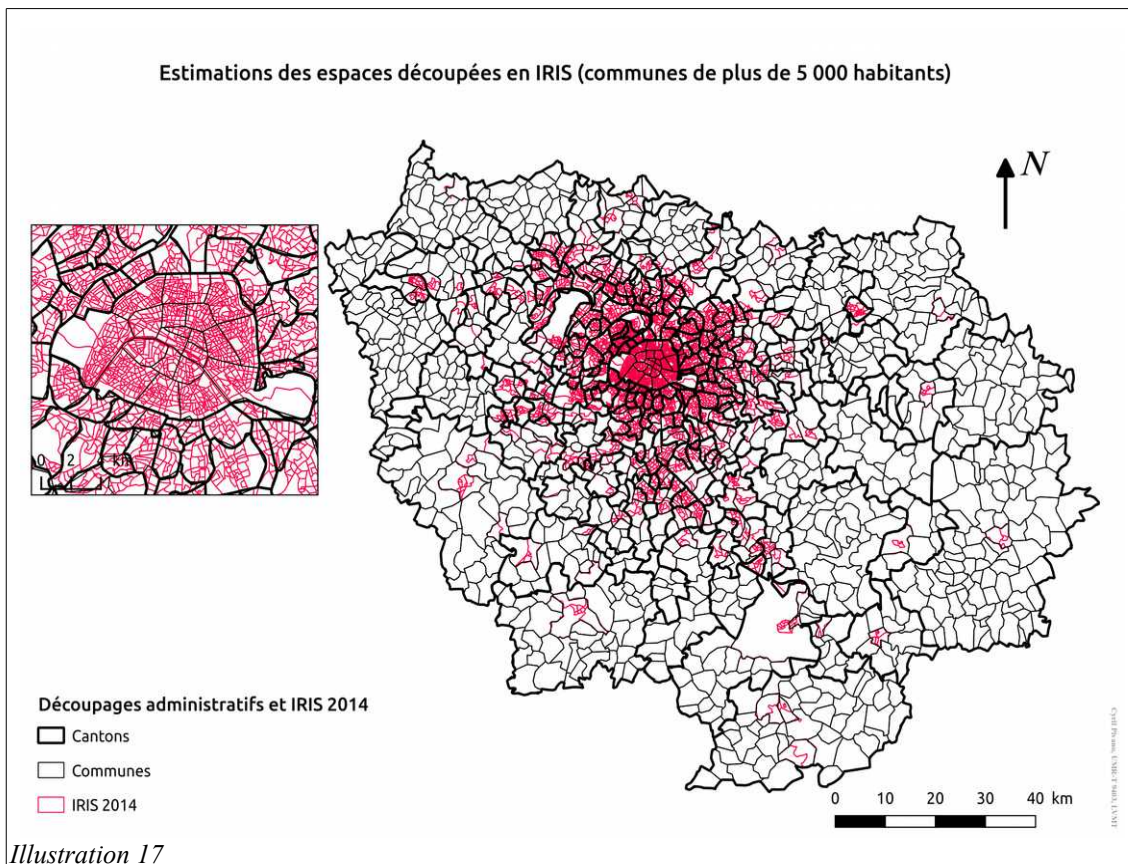 Estimations des espaces découpées en IRIS (communes de plus de 5 000 habitants)
N
0 2 km
Découpages administratifs et IRIS 2014
Cantons
Communes
IRIS 2014
0 10 20 30 40 km
Illustration 17